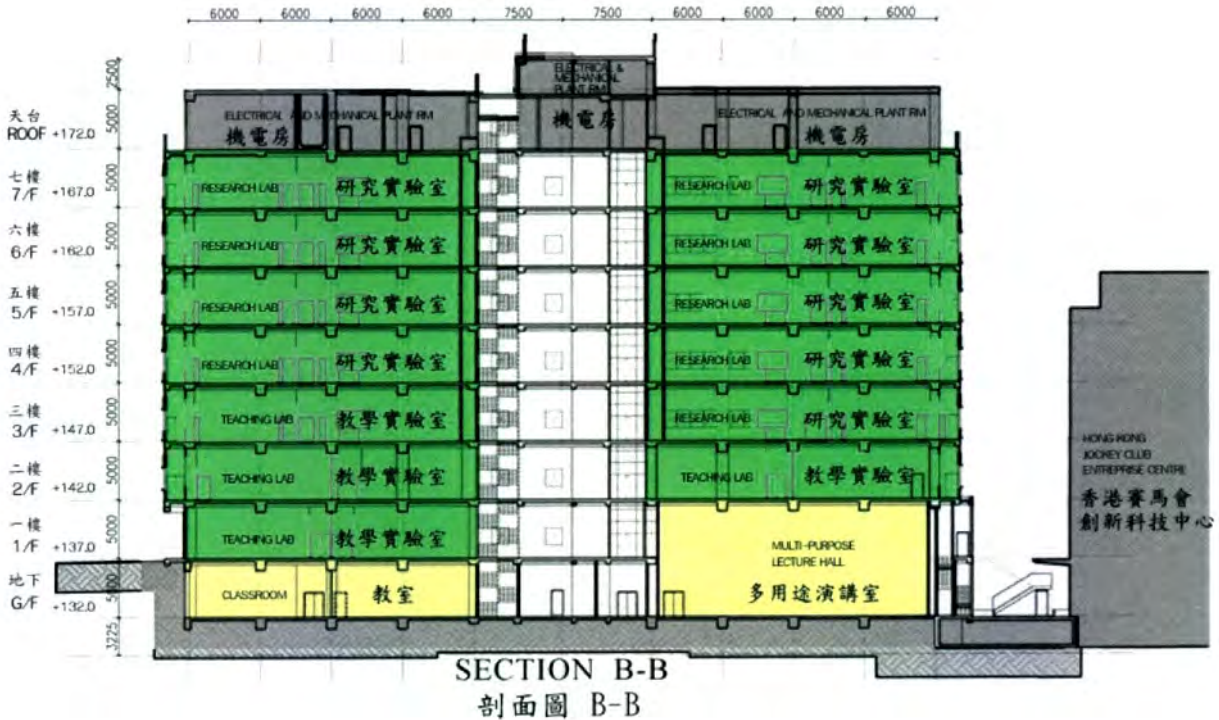 6000 6000 6000 6000 7500 7500 6000 6000 6000 6000
2500
ELECTRICAL &
MECHANICAL
PLANT RM
機電房
ELECTRICAL AND MECHANICAL PLANT RM
機電房
ELECTRICAL AND MECHANICAL PLANT RM
機電房
天台
ROOF +172.0
5000
七樓
7/F +167.0
5000
RESEARCH LAB 研究實驗室
RESEARCH LAB 研究實驗室
六樓
6/F +162.0
5000
RESEARCH LAB 研究實驗室
RESEARCH LAB 研究實驗室
五樓
5/F +157.0
5000
RESEARCH LAB 研究實驗室
RESEARCH LAB 研究實驗室
四樓
4/F +152.0
5000
RESEARCH LAB 研究實驗室
RESEARCH LAB 研究實驗室
三樓
3/F +147.0
5000
TEACHING LAB 教學實驗室
RESEARCH LAB 研究實驗室
二樓
2/F +142.0
5000
TEACHING LAB 教學實驗室
TEACHING LAB 教學實驗室
一樓
1/F +137.0
5000
TEACHING LAB 教學實驗室
MULTI-PURPOSE
LECTURE HALL
多用途演講室
地下
G/F +132.0
5000
CLASSROOM 教室
3225
HONG KONG
JOCKEY CLUB
ENTREPRISE CENTRE
香港賽馬會
創新科技中心
SECTION B-B
剖面圖 B-B